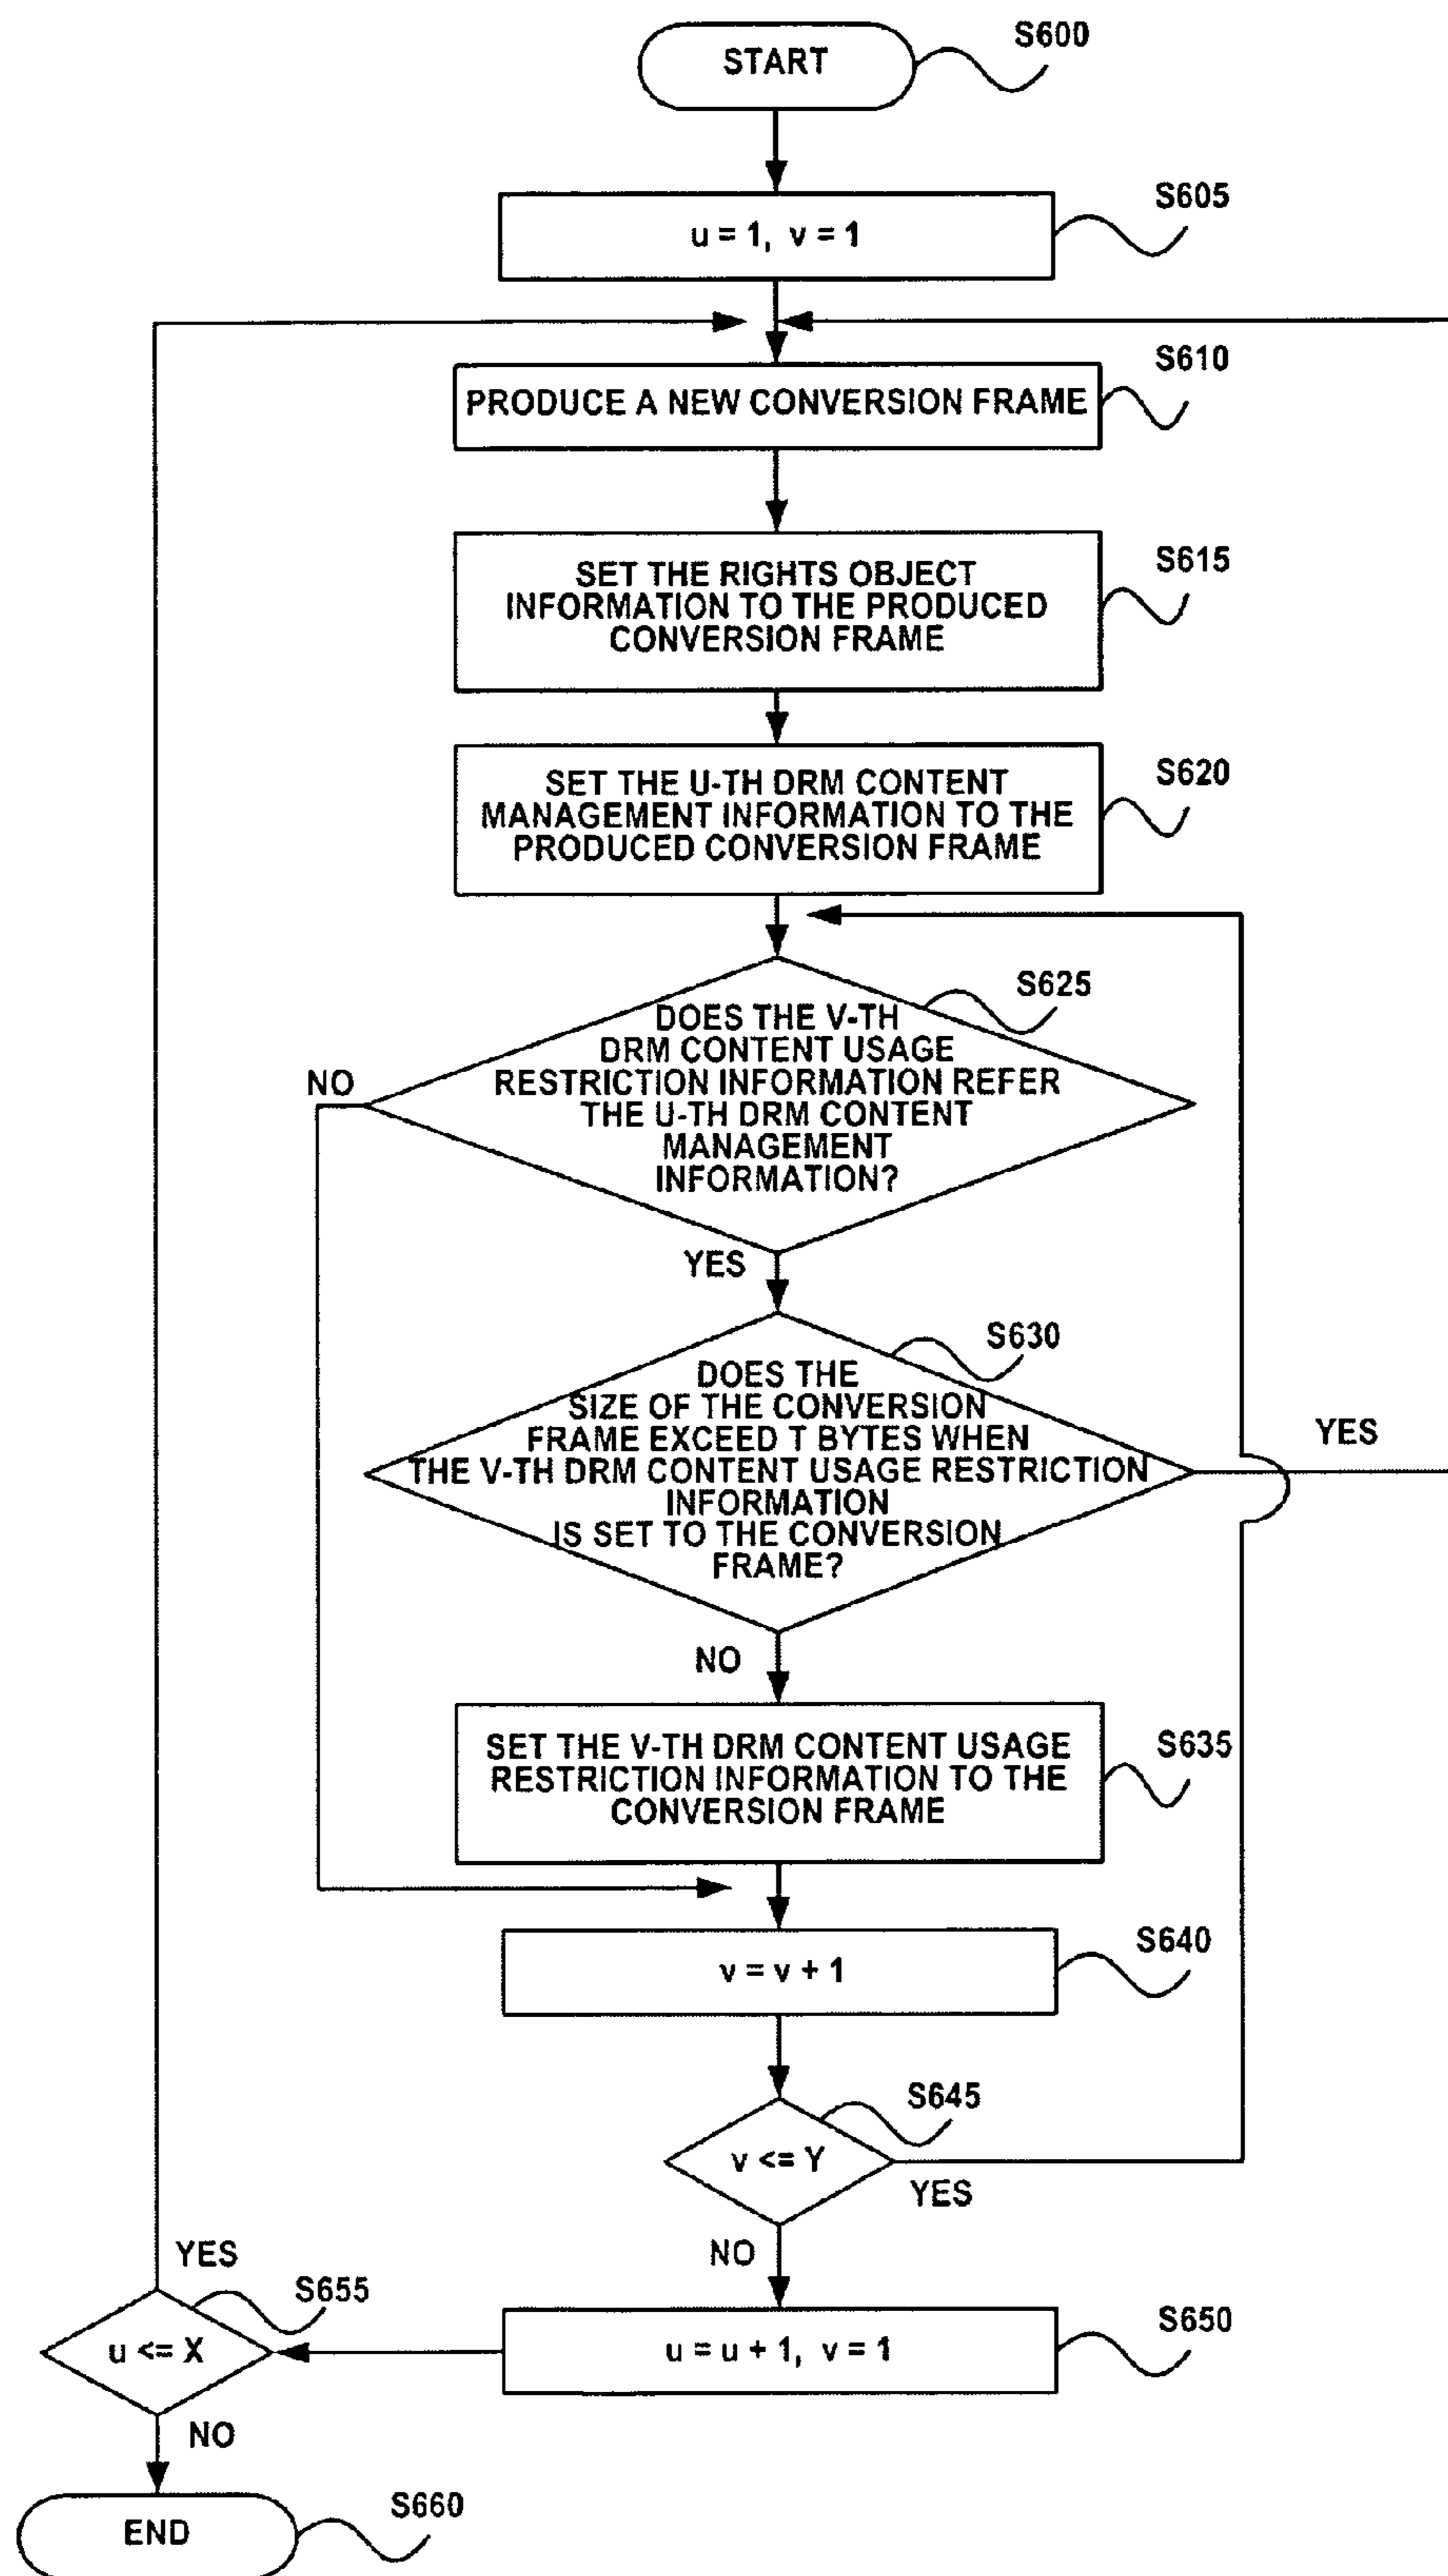 START
S600
u = 1, v = 1
S605
PRODUCE A NEW CONVERSION FRAME
S610
SET THE RIGHTS OBJECT
INFORMATION TO THE PRODUCED
CONVERSION FRAME
S615
SET THE U-TH DRM CONTENT
MANAGEMENT INFORMATION TO THE
PRODUCED CONVERSION FRAME
S620
DOES THE V-TH
DRM CONTENT USAGE
RESTRICTION INFORMATION REFER
THE U-TH DRM CONTENT
MANAGEMENT
INFORMATION?
S625
NO
YES
DOES THE
SIZE OF THE CONVERSION
FRAME EXCEED T BYTES WHEN
THE V-TH DRM CONTENT USAGE RESTRICTION
INFORMATION
IS SET TO THE CONVERSION
FRAME?
S630
YES
NO
SET THE V-TH DRM CONTENT USAGE
RESTRICTION INFORMATION TO THE
CONVERSION FRAME
S635
v = v + 1
S640
v <= Y
S645
YES
NO
u = u + 1, v = 1
S650
u <= X
S655
YES
NO
END
S660